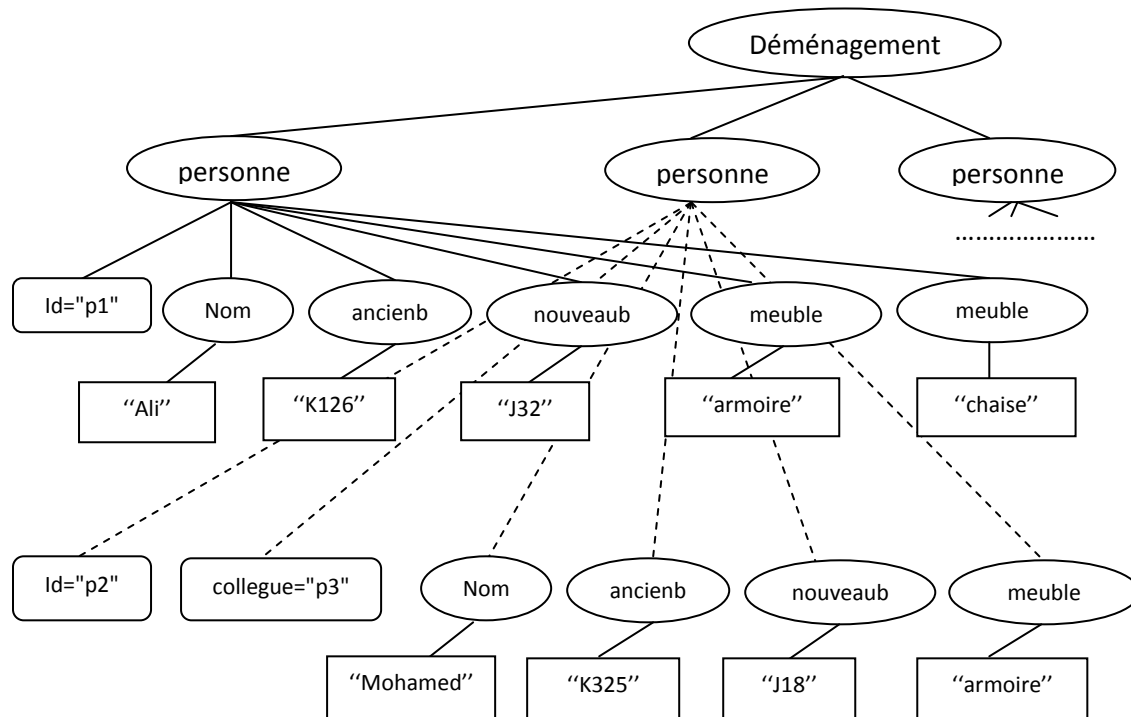 Déménagement
personne
personne
personne
.......................
Id="p1"
Nom
ancienb
nouveaub
meuble
meuble
‘‘Ali’’
‘‘K126’’
‘‘J32’’
‘‘armoire’’
‘‘chaise’’
Id="p2"
collegue="p3"
Nom
ancienb
nouveaub
meuble
‘‘Mohamed’’
‘‘K325’’
‘‘J18’’
‘‘armoire’’